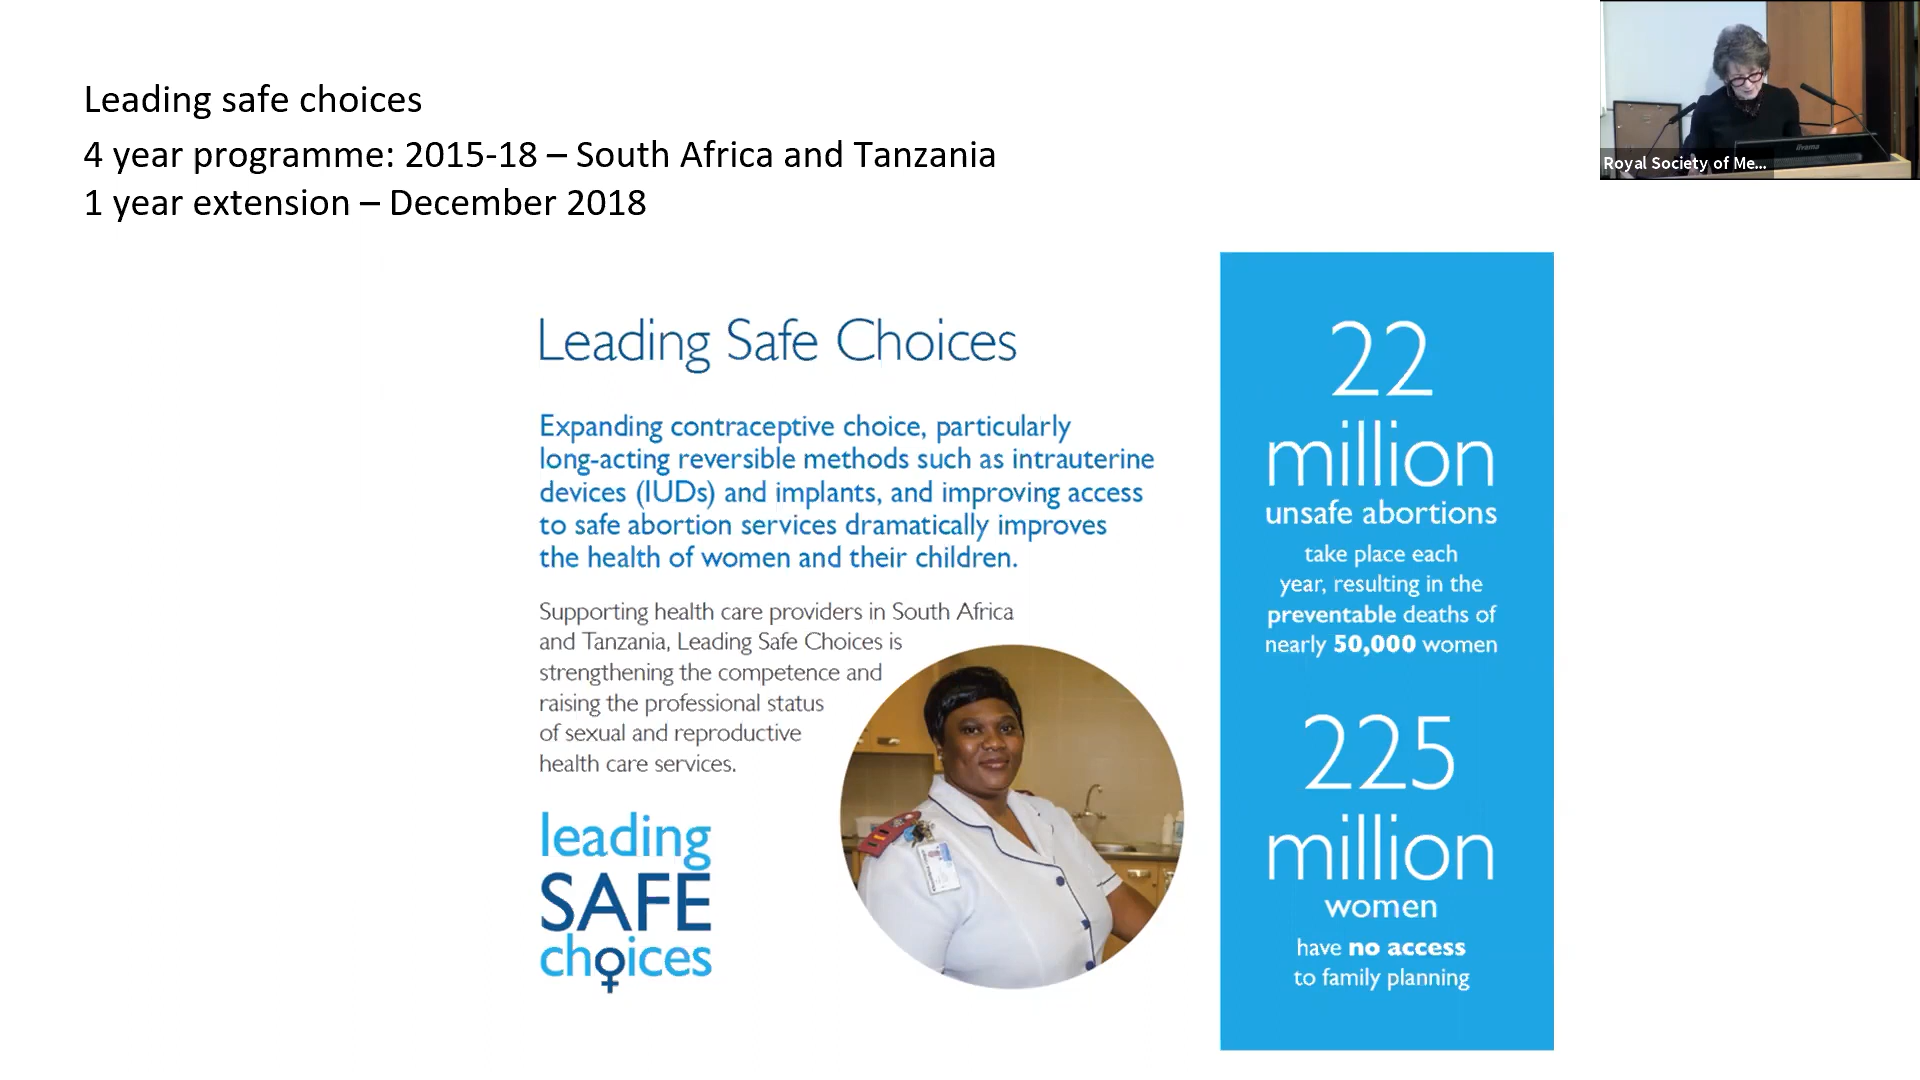 Leading safe choices
4 year programme: 2015-18 – South Africa and Tanzania
1 year extension – December 2018
Royal Society of Me...
Leading Safe Choices
Expanding contraceptive choice, particularly
long-acting reversible methods such as intrauterine
devices (IUDs) and implants, and improving access
to safe abortion services dramatically improves
the health of women and their children.
Supporting health care providers in South Africa
and Tanzania, Leading Safe Choices is
strengthening the competence and
raising the professional status
of sexual and reproductive
health care services.
leading
SAFE
choices
22
million
unsafe abortions
take place each
year, resulting in the
preventable deaths of
nearly 50,000 women
225
million
women
have no access
to family planning
iiyama